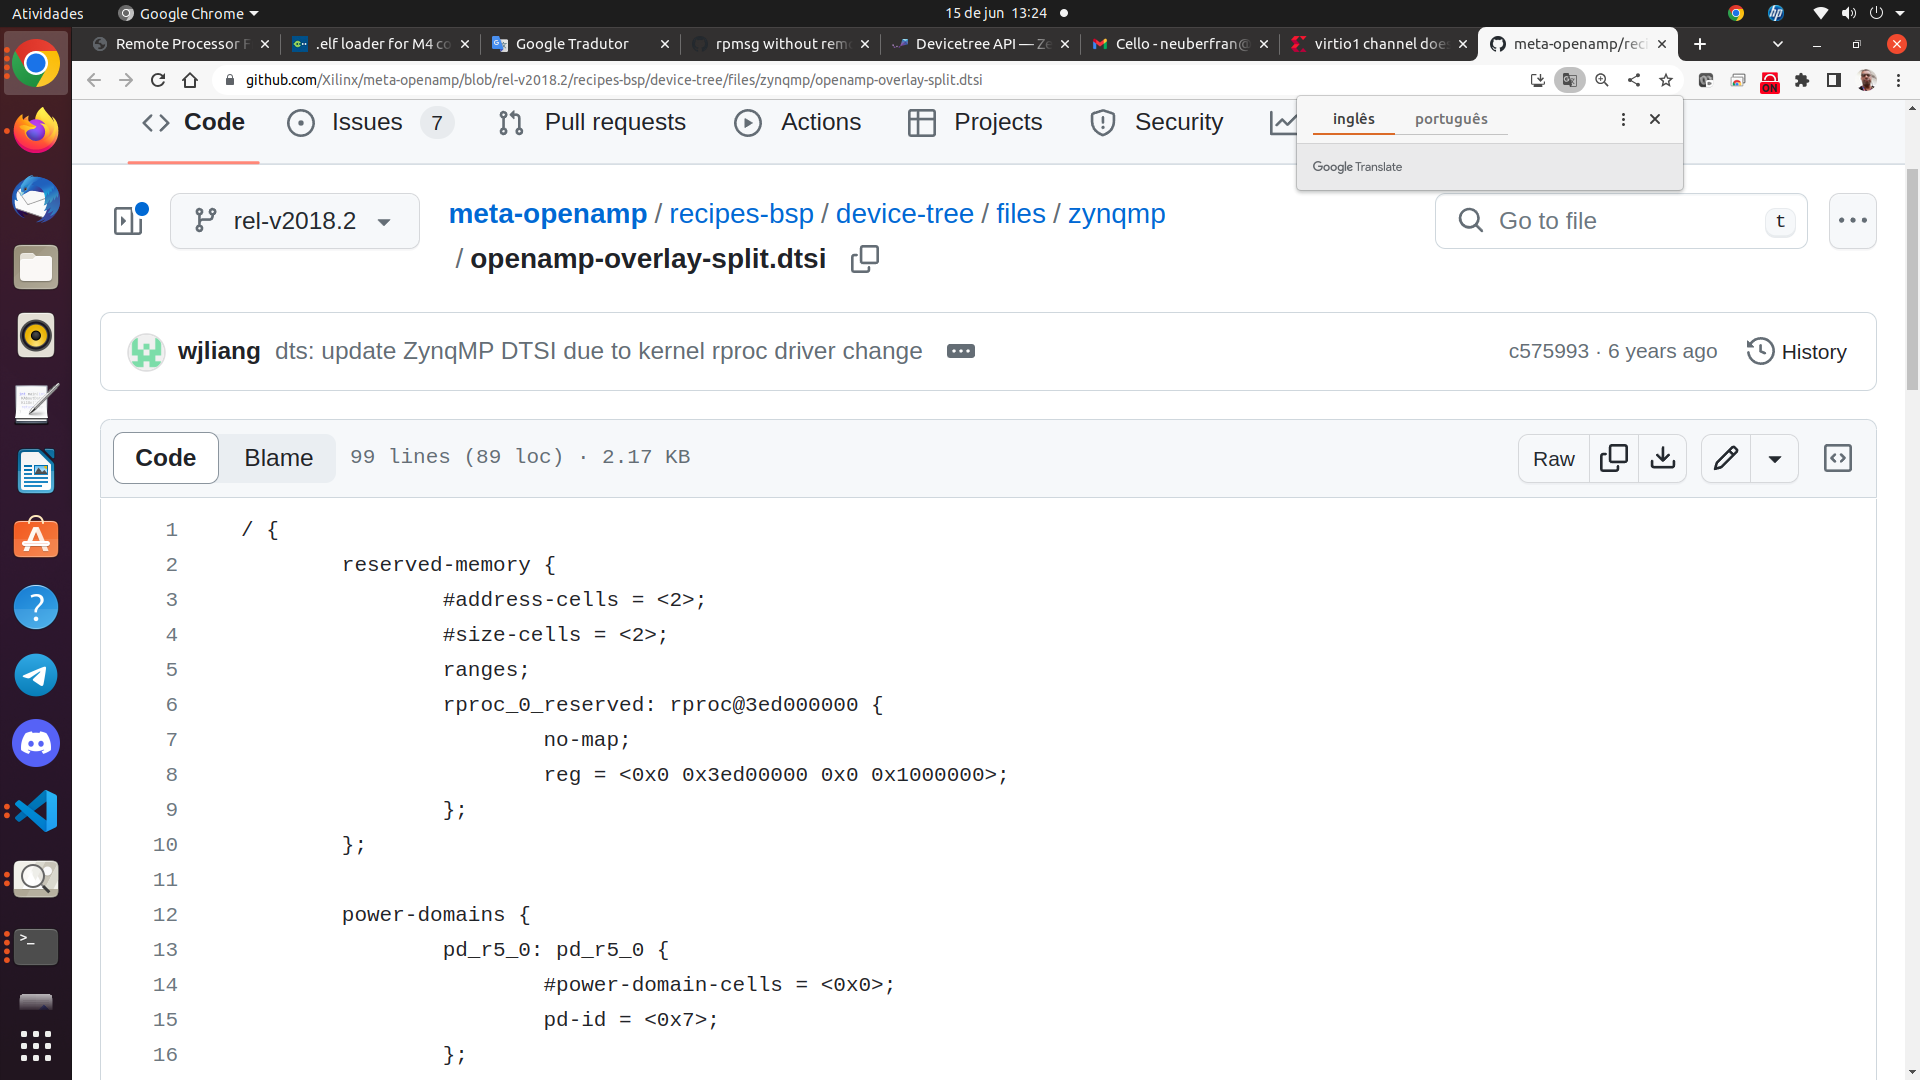 Atividades
Google Chrome
15 de jun 13:24
hp
Remote Processor F
.elf loader for M4 co
Google Tradutor
rpmsg without remo
Devicetree API — Ze
Cello - neuberfran@
virtio1 channel does
meta-openamp/reci
github.com/Xilinx/meta-openamp/blob/rel-v2018.2/recipes-bsp/device-tree/files/zynqmp/openamp-overlay-split.dtsi
ON
Code
Issues 7
Pull requests
Actions
Projects
Security
inglês
português
Google Translate
rel-v2018.2
meta-openamp / recipes-bsp / device-tree / files / zynqmp
/ openamp-overlay-split.dtsi
Go to file
t
wjliang dts: update ZynqMP DTSI due to kernel rproc driver change
c575993 · 6 years ago
History
Code
Blame
99 lines (89 loc) · 2.17 KB
Raw
1 / {
2 reserved-memory {
3 #address-cells = <2>;
4 #size-cells = <2>;
5 ranges;
6 rproc_0_reserved: rproc@3ed000000 {
7 no-map;
8 reg = <0x0 0x3ed00000 0x0 0x1000000>;
9 };
10 };
11
12 power-domains {
13 pd_r5_0: pd_r5_0 {
14 #power-domain-cells = <0x0>;
15 pd-id = <0x7>;
16 };